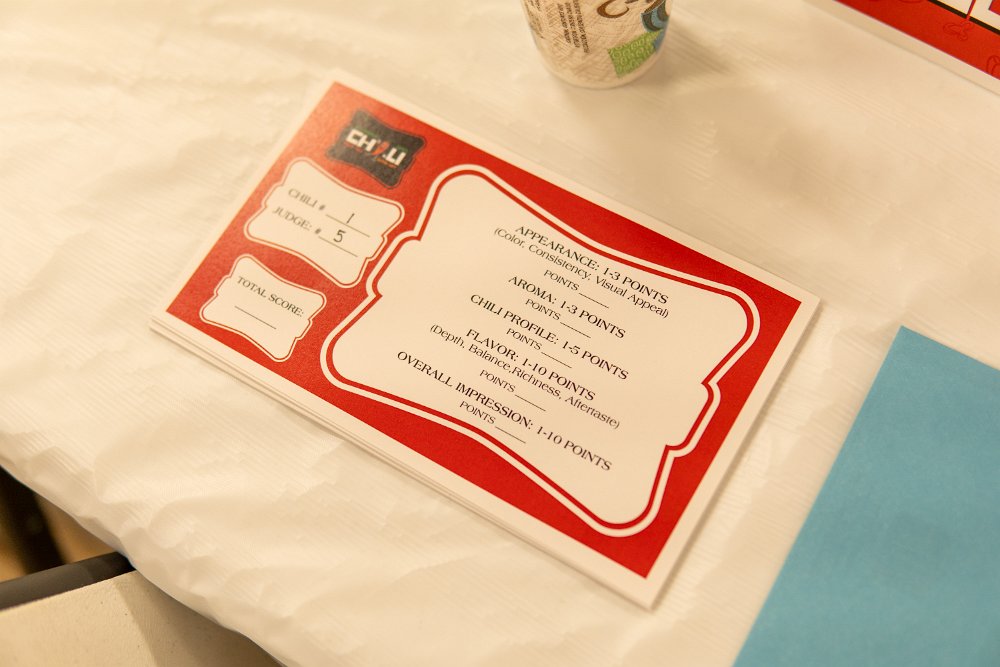 CHILI
CHILI # 1
JUDGE: # 5
TOTAL SCORE:
APPEARANCE: 1-3 POINTS
(Color, Consistency, Visual Appeal)
POINTS
AROMA: 1-3 POINTS
POINTS
CHILI PROFILE: 1-5 POINTS
POINTS
FLAVOR: 1-10 POINTS
(Depth, Balance,Richness, Aftertaste)
POINTS
OVERALL IMPRESSION: 1-10 POINTS
POINTS